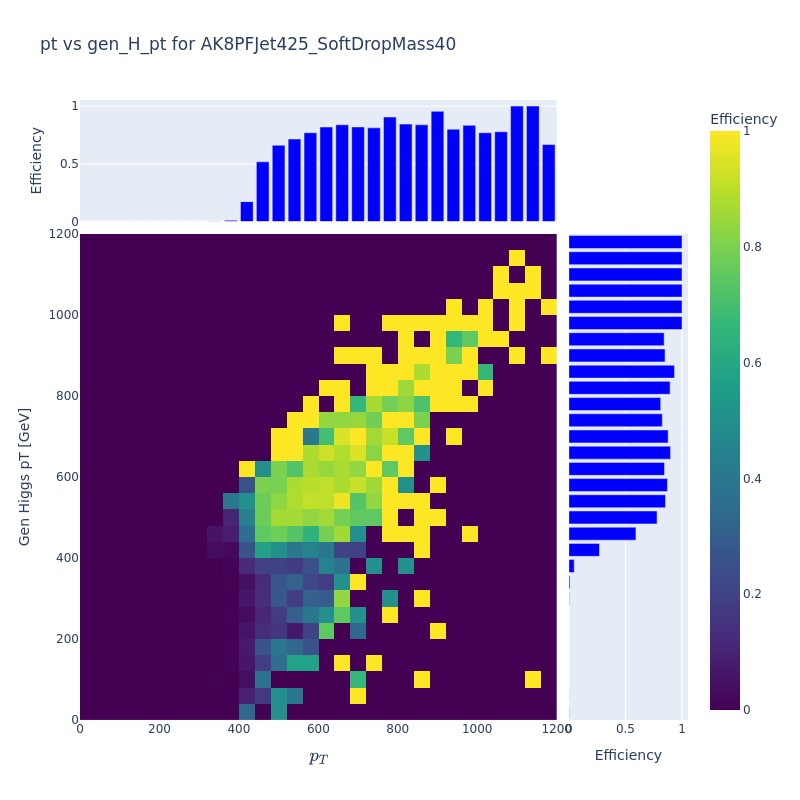 pt vs gen_H_pt for AK8PFJet425_SoftDropMass40
Efficiency
1
0.5
0
Efficiency
1
0.8
0.6
0.4
0.2
0
Gen Higgs pT [GeV]
1200
1000
800
600
400
200
0
0 200 400 600 800 1000 1200
p_T
0 0.5 1
Efficiency